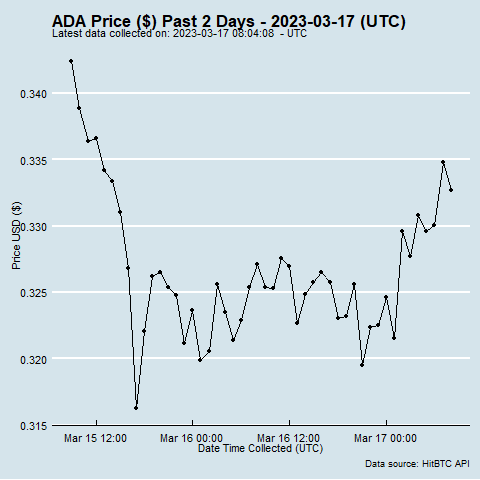 ADA Price ($) Past 2 Days - 2023-03-17 (UTC)
Latest data collected on: 2023-03-17 08:04:08 - UTC
0.340
0.335
0.330
0.325
0.320
0.315
Price USD ($)
Mar 15 12:00
Mar 16 00:00
Mar 16 12:00
Mar 17 00:00
Date Time Collected (UTC)
Data source: HitBTC API